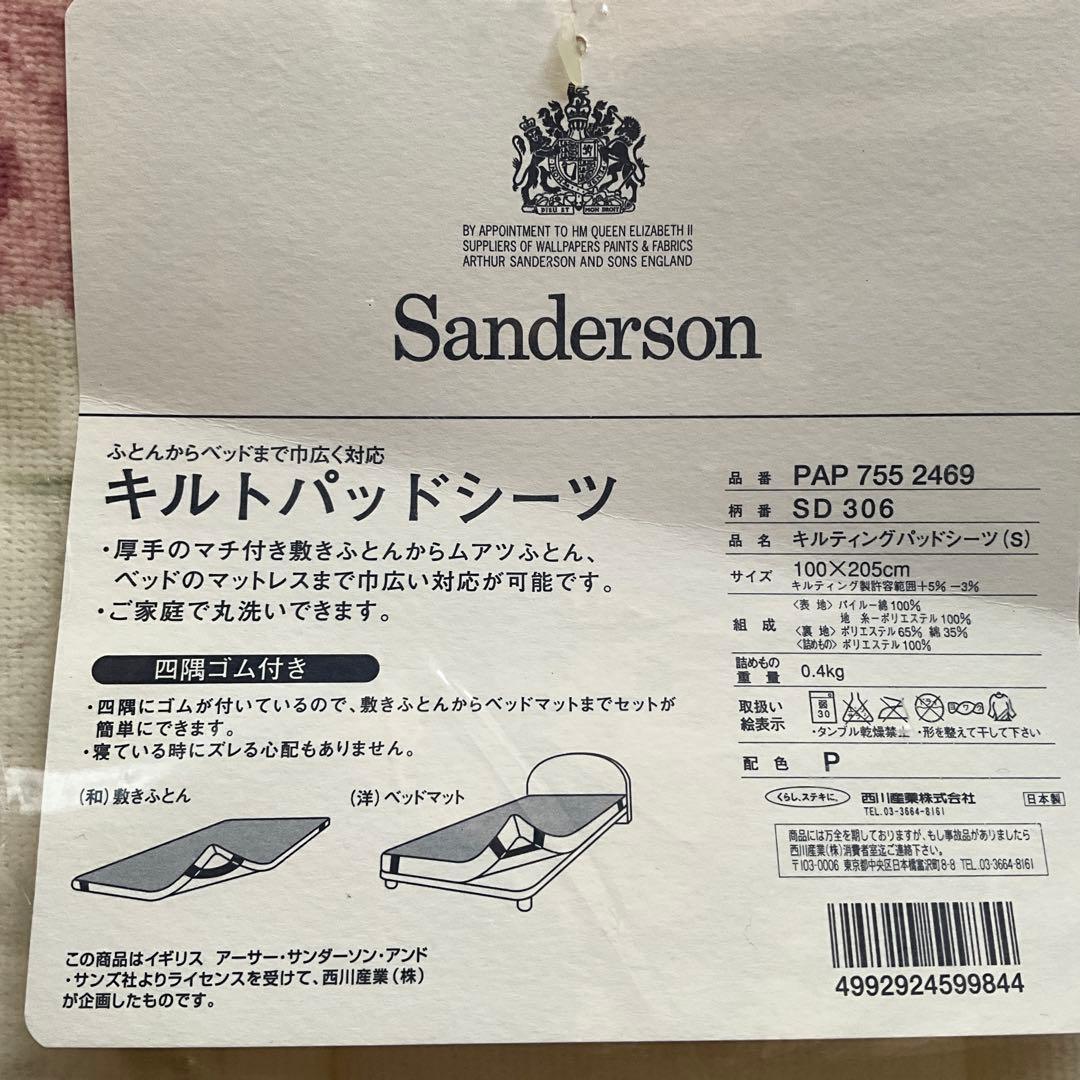 DIEU ET MON DROIT
BY APPOINTMENT TO HM QUEEN ELIZABETH II
SUPPLIERS OF WALLPAPERS PAINTS & FABRICS
ARTHUR SANDERSON AND SONS ENGLAND
Sanderson
ふとんからベッドまで巾広く対応
キルトパッドシーツ
・厚手のマチ付き敷きふとんからムアツふとん、
ベッドのマットレスまで巾広い対応が可能です。
・ご家庭で丸洗いできます。
四隅ゴム付き
・四隅にゴムが付いているので、敷きふとんからベッドマットまでセットが
簡単にできます。
・寝ている時にズレる心配もありません。
(和)敷きふとん
(洋)ベッドマット
この商品はイギリス アーサー・サンダーソン・アンド
・サンズ社よりライセンスを受けて、西川産業(株)
が企画したものです。
品番 PAP 755 2469
柄番 SD 306
品名 キルティングパッドシーツ(S)
サイズ 100×205cm
キルティング製許容範囲+5% −3%
組成 〈表地〉パイルー綿100%
地糸ーポリエステル100%
〈裏地〉ポリエステル65% 綿35%
〈詰めもの〉ポリエステル100%
詰めもの
重量 0.4kg
取扱い
絵表示
弱
30
・タンブル乾燥禁止 ・形を整えて干して下さい
配色 P
くらし、ステキに。 西川産業株式会社 日本製
TEL.03-3664-8161
商品には万全を期しておりますが、もし事故品がありましたら
西川産業(株)消費者室迄ご連絡下さい。
〒103-0006 東京都中央区日本橋富沢町8-8 TEL.03-3664-8161
4992924599844